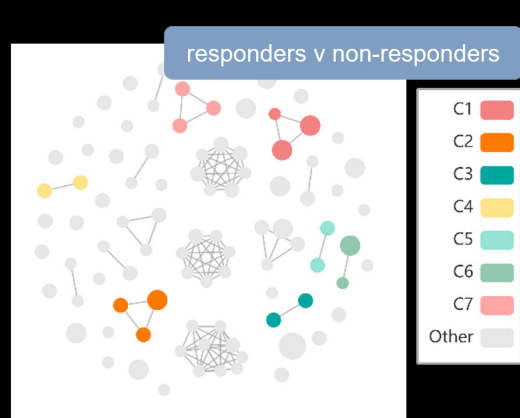 responders v non-responders
C1
C2
C3
C4
C5
C6
C7
Other